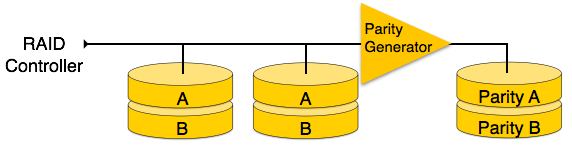 Parity
Generator
RAID
Controller
A
A
Parity A
B
B
Parity B